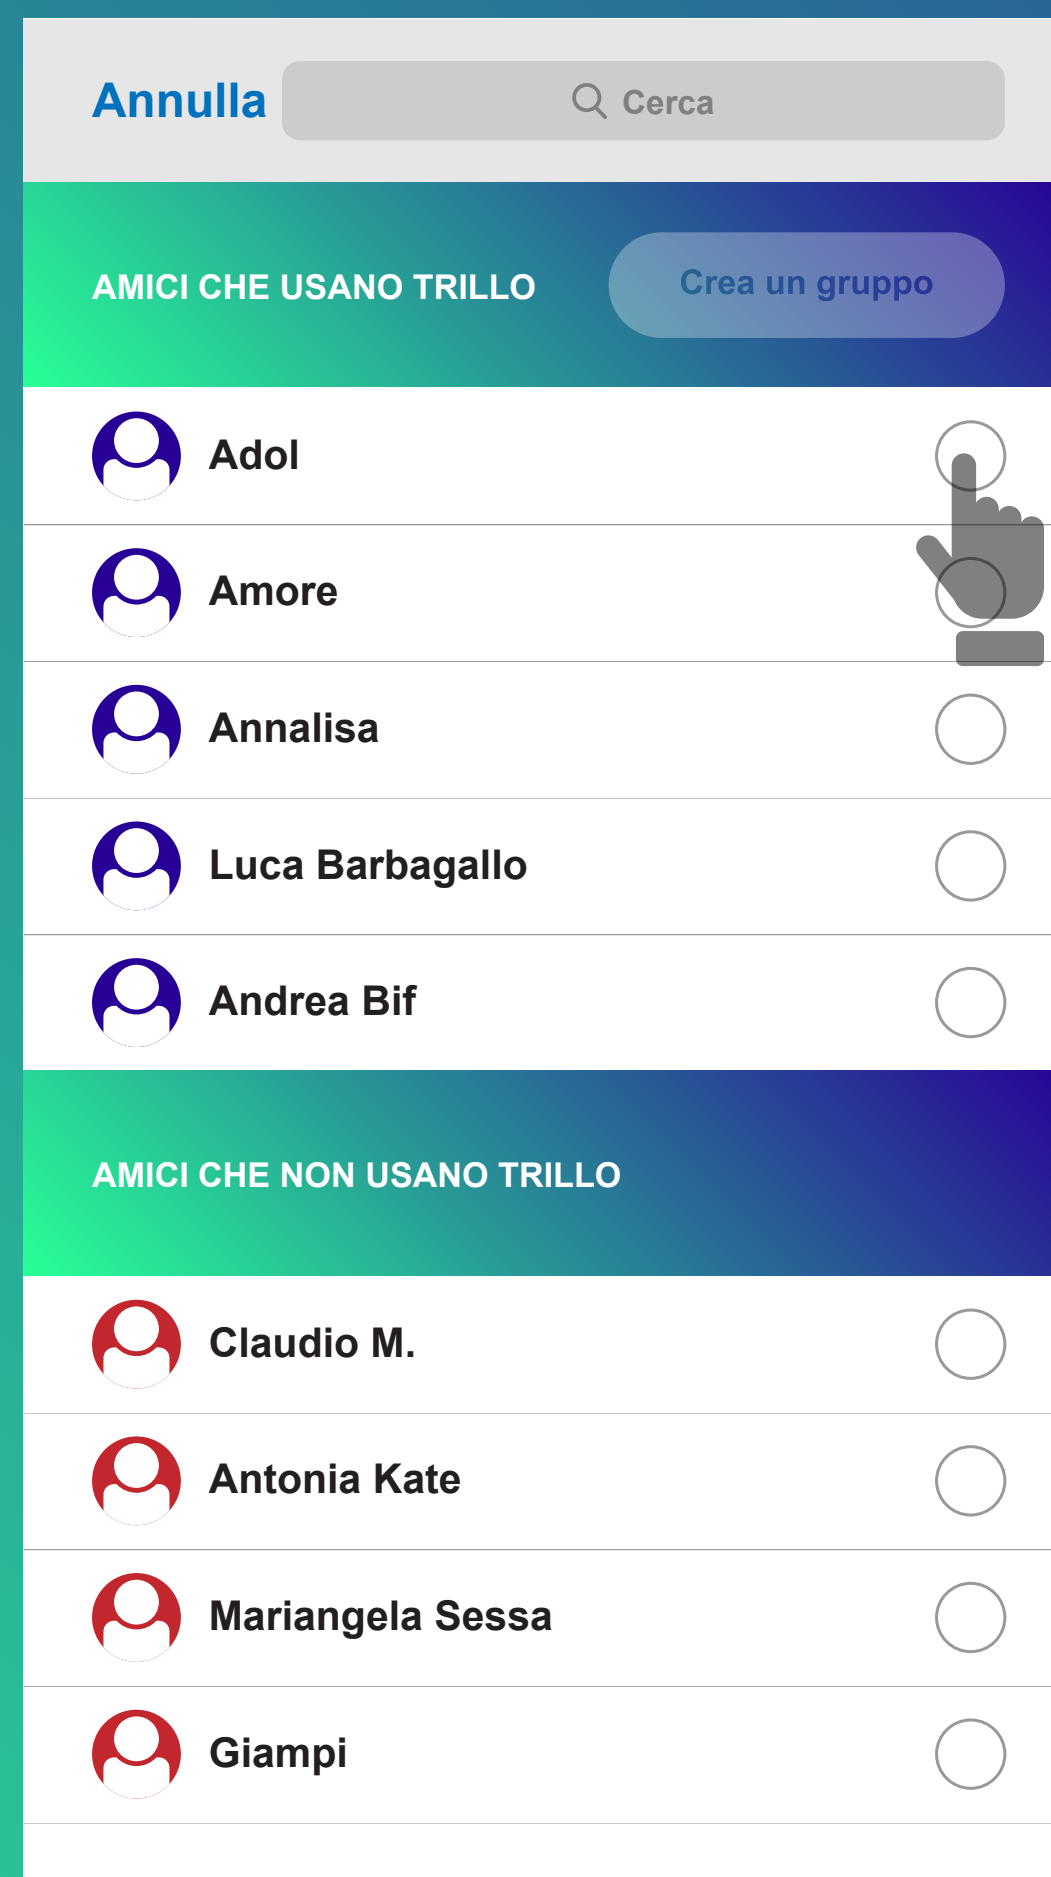 Annulla
Cerca
AMICI CHE USANO TRILLO
Crea un gruppo
Adol
Amore
Annalisa
Luca Barbagallo
Andrea Bif
AMICI CHE NON USANO TRILLO
Claudio M.
Antonia Kate
Mariangela Sessa
Giampi